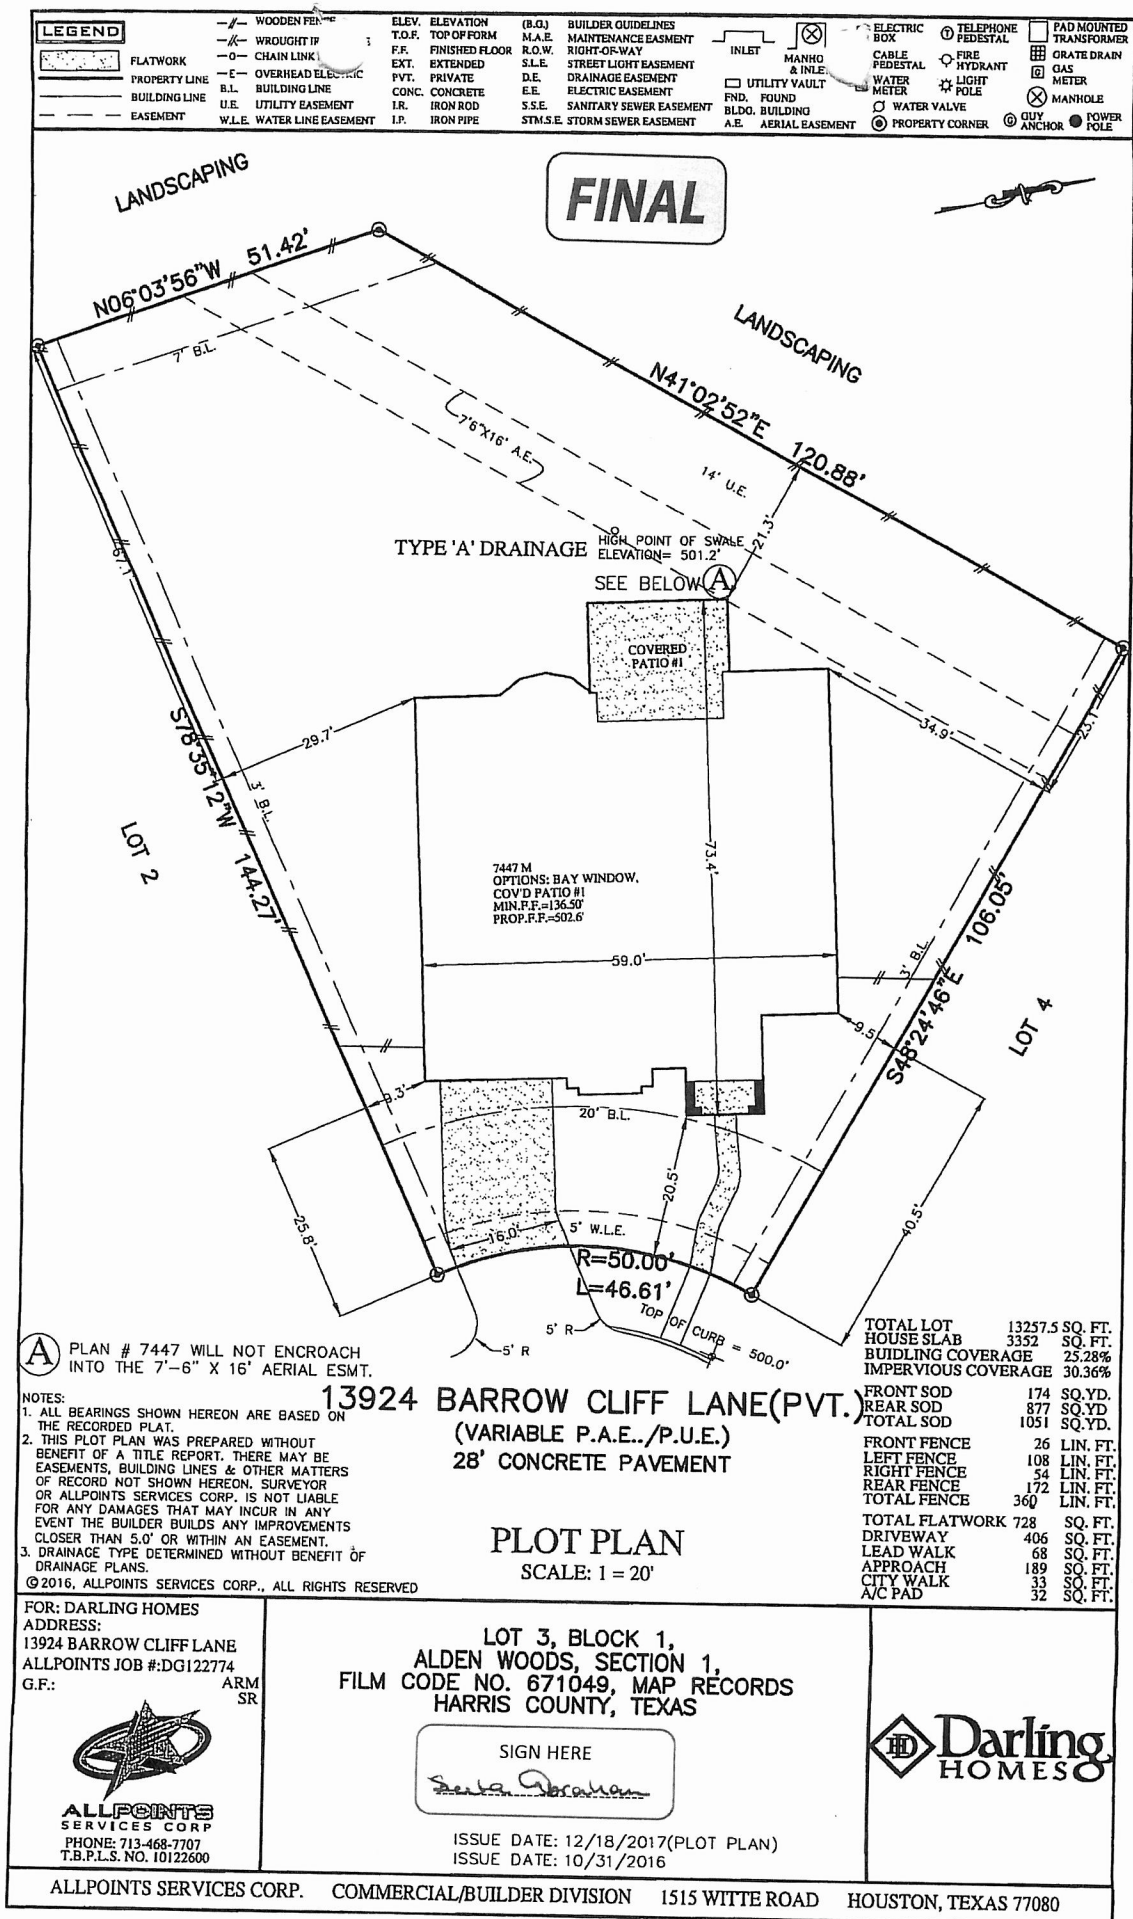 LEGEND
FLATWORK
PROPERTY LINE
BUILDING LINE
EASEMENT
WOODEN
WROUGHT
CHAIN LINK
—E— OVERHEAD ELECTRIC
B.L. BUILDING LINE
U.E. UTILITY EASEMENT
W.L.E. WATER LINE EASEMENT
ELEV. ELEVATION
T.O.F. TOP OF FORM
F.F. FINISHED FLOOR
EXT. EXTENDED
PVT. PRIVATE
CONC. CONCRETE
I.R. IRON ROD
I.P. IRON PIPE
(B.G.) BUILDER GUIDELINES
M.A.E. MAINTENANCE EASMENT
R.O.W. RIGHT-OF-WAY
S.L.E. STREET LIGHT EASEMENT
D.E. DRAINAGE EASEMENT
E.E. ELECTRIC EASEMENT
S.S.E. SANITARY SEWER EASEMENT
STM.S.E. STORM SEWER EASEMENT
INLET
UTILITY VAULT
FND. FOUND
BLDG. BUILDING
A.E. AERIAL EASEMENT
MANHO
& INLE
ELECTRIC
BOX
CABLE
PEDESTAL
WATER
METER
WATER VALVE
PROPERTY CORNER
TELEPHONE
PEDESTAL
FIRE
HYDRANT
LIGHT
POLE
GUY
ANCHOR
PAD MOUNTED
TRANSFORMER
GRATE DRAIN
GAS
METER
MANHOLE
POWER
POLE
FINAL
LANDSCAPING
N06°03'56"W 51.42'
7' B.L.
LANDSCAPING
N41°02'52"E 120.88'
7'6"X16' A.E.
14' U.E.
21.3'
TYPE 'A' DRAINAGE
HIGH POINT OF SWALE
ELEVATION= 501.2'
SEE BELOW A
67.1'
COVERED
PATIO #1
29.7'
34.9'
23.1'
S78°35'12"W 144.27'
3' B.L.
LOT 2
73.4'
7447 M
OPTIONS: BAY WINDOW,
COV'D PATIO #1
MIN.F.F.=136.50'
PROP.F.F.=502.6'
59.0'
3' B.L.
S48°24'46"E 106.05'
LOT 4
9.5'
9.3'
20' B.L.
25.8'
20.5'
40.5'
16.0'
5' W.L.E.
R=50.00'
L=46.61'
5' R
5' R
TOP OF CURB = 500.0'
A PLAN # 7447 WILL NOT ENCROACH
INTO THE 7'-6" X 16' AERIAL ESMT.
13924 BARROW CLIFF LANE(PVT.)
(VARIABLE P.A.E../P.U.E.)
28' CONCRETE PAVEMENT
NOTES:
1. ALL BEARINGS SHOWN HEREON ARE BASED ON
THE RECORDED PLAT.
2. THIS PLOT PLAN WAS PREPARED WITHOUT
BENEFIT OF A TITLE REPORT. THERE MAY BE
EASEMENTS, BUILDING LINES & OTHER MATTERS
OF RECORD NOT SHOWN HEREON. SURVEYOR
OR ALLPOINTS SERVICES CORP. IS NOT LIABLE
FOR ANY DAMAGES THAT MAY INCUR IN ANY
EVENT THE BUILDER BUILDS ANY IMPROVEMENTS
CLOSER THAN 5.0' OR WITHIN AN EASEMENT.
3. DRAINAGE TYPE DETERMINED WITHOUT BENEFIT OF
DRAINAGE PLANS.
©2016, ALLPOINTS SERVICES CORP., ALL RIGHTS RESERVED
PLOT PLAN
SCALE: 1 = 20'
TOTAL LOT 13257.5 SQ. FT.
HOUSE SLAB 3352 SQ. FT.
BUIDLING COVERAGE 25.28%
IMPERVIOUS COVERAGE 30.36%
FRONT SOD 174 SQ.YD.
REAR SOD 877 SQ.YD
TOTAL SOD 1051 SQ.YD.
FRONT FENCE 26 LIN. FT.
LEFT FENCE 108 LIN. FT.
RIGHT FENCE 54 LIN. FT.
REAR FENCE 172 LIN. FT.
TOTAL FENCE 360 LIN. FT.
TOTAL FLATWORK 728 SQ. FT.
DRIVEWAY 406 SQ. FT.
LEAD WALK 68 SQ. FT.
APPROACH 189 SQ. FT.
CITY WALK 33 SQ. FT.
A/C PAD 32 SQ. FT.
FOR: DARLING HOMES
ADDRESS:
13924 BARROW CLIFF LANE
ALLPOINTS JOB #:DG122774
G.F.: ARM
SR
ALLPOINTS
SERVICES CORP
PHONE: 713-468-7707
T.B.P.L.S. NO. 10122600
LOT 3, BLOCK 1,
ALDEN WOODS, SECTION 1,
FILM CODE NO. 671049, MAP RECORDS
HARRIS COUNTY, TEXAS
SIGN HERE
ISSUE DATE: 12/18/2017(PLOT PLAN)
ISSUE DATE: 10/31/2016
DH Darling
HOMES
ALLPOINTS SERVICES CORP. COMMERCIAL/BUILDER DIVISION 1515 WITTE ROAD HOUSTON, TEXAS 77080